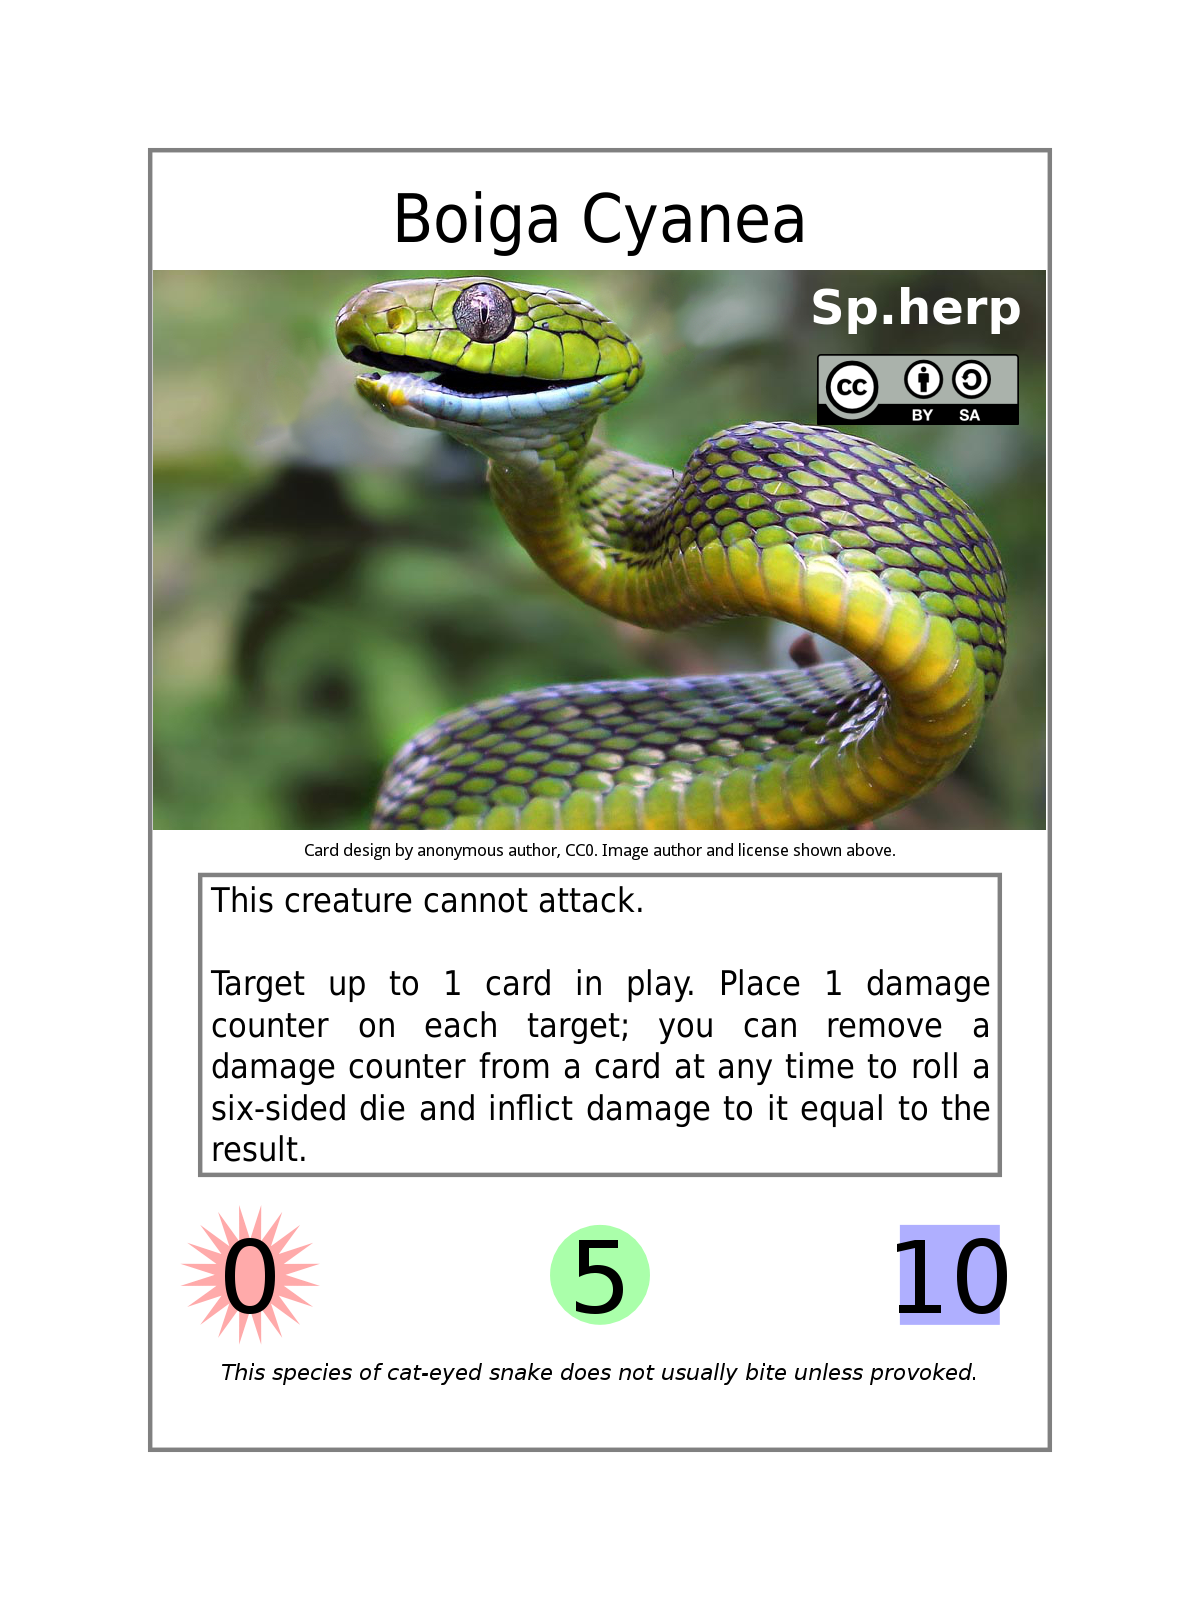 Boiga Cyanea
Sp.herp
cc
BY SA
Card design by anonymous author, CC0. Image author and license shown above.
This creature cannot attack.
Target up to 1 card in play. Place 1 damage
counter on each target; you can remove a
damage counter from a card at any time to roll a
six-sided die and inflict damage to it equal to the
result.
0 5 10
This species of cat-eyed snake does not usually bite unless provoked.